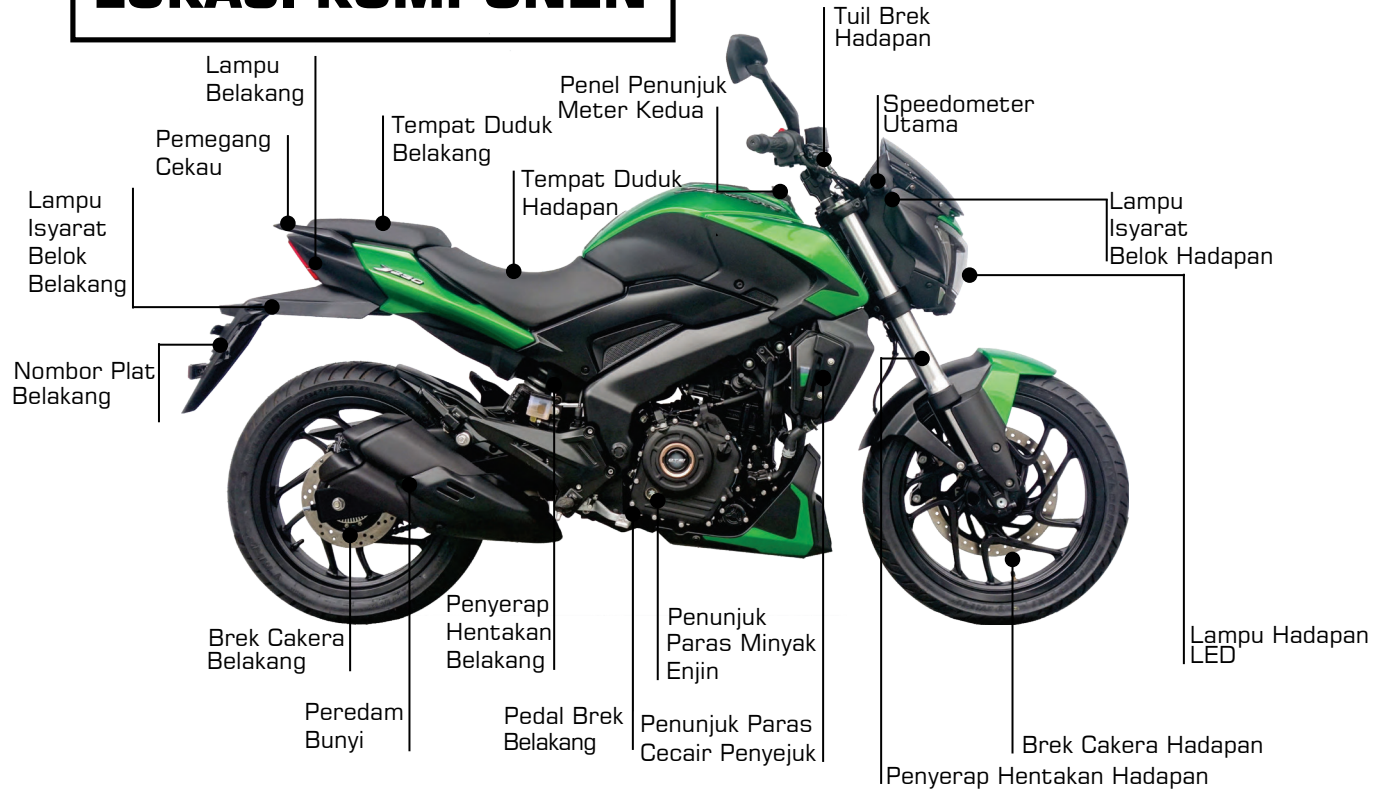 LOKASI KOMPONEN
Tuil Brek
Hadapan
Lampu
Belakang
Penel Penunjuk
Meter Kedua
Speedometer
Utama
Tempat Duduk
Belakang
Pemegang
Cekau
Tempat Duduk
Hadapan
Lampu
Isyarat
Belok
Belakang
Lampu
Isyarat
Belok Hadapan
J250
Nombor Plat
Belakang
Penyerap
Hentakan
Belakang
Penunjuk
Paras Minyak
Enjin
Brek Cakera
Belakang
Lampu Hadapan
LED
Peredam
Bunyi
Pedal Brek
Belakang
Penunjuk Paras
Cecair Penyejuk
Brek Cakera Hadapan
Penyerap Hentakan Hadapan